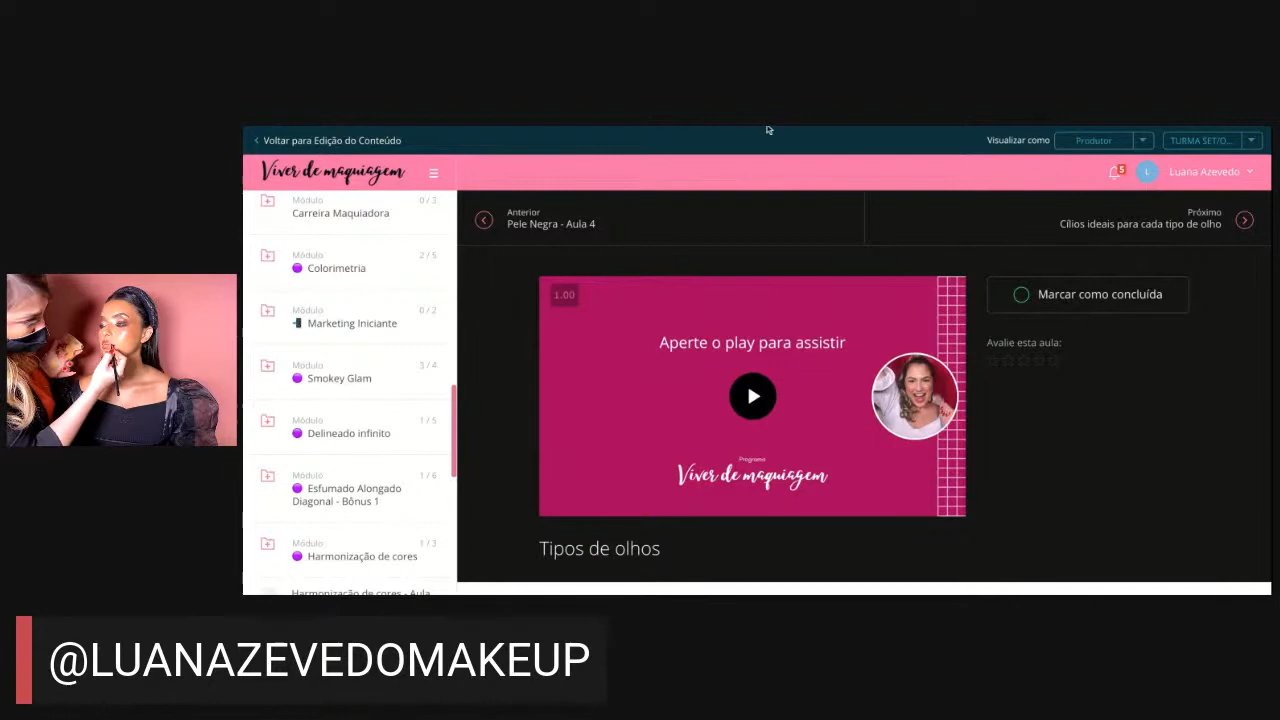 Voltar para Edição do Conteúdo
Visualizar como
Produtor
TURMA SET/O...
Viver de maquiagem
5
L
Luana Azevedo
Módulo
0 / 3
Carreira Maquiadora
Módulo
2 / 5
Colorimetria
Módulo
0 / 2
Marketing Iniciante
Módulo
3 / 4
Smokey Glam
Módulo
1 / 5
Delineado infinito
Módulo
1 / 6
Esfumado Alongado
Diagonal - Bônus 1
Módulo
1 / 3
Harmonização de cores
Harmonização de cores - Aula
Anterior
Pele Negra - Aula 4
Próximo
Cílios ideais para cada tipo de olho
1.00
Aperte o play para assistir
Programa
Viver de maquiagem
Marcar como concluída
Avalie esta aula:
Tipos de olhos
@LUANAZEVEDOMAKEUP